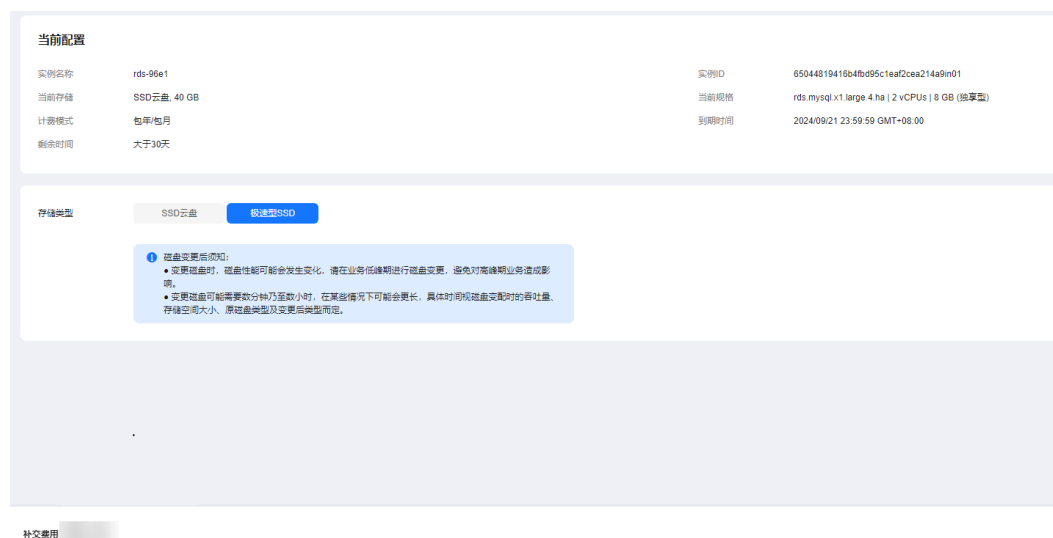 当前配置
实例名称 rds-96e1 实例ID 65044819416b4fbd95c1eaf2cea214a9in01
当前存储 SSD云盘, 40 GB 当前规格 rds.mysql.x1.large.4.ha | 2 vCPUs | 8 GB (独享型)
计费模式 包年/包月 到期时间 2024/09/21 23:59:59 GMT+08:00
剩余时间 大于30天
存储类型 SSD云盘 极速型SSD
磁盘变更后须知:
● 变更磁盘时，磁盘性能可能会发生变化，请在业务低峰期进行磁盘变更，避免对高峰期业务造成影
响。
● 变更磁盘可能需要数分钟乃至数小时，在某些情况下可能会更长，具体时间视磁盘变配时的吞吐量、
存储空间大小、原磁盘类型及变更后类型而定。
补交费用